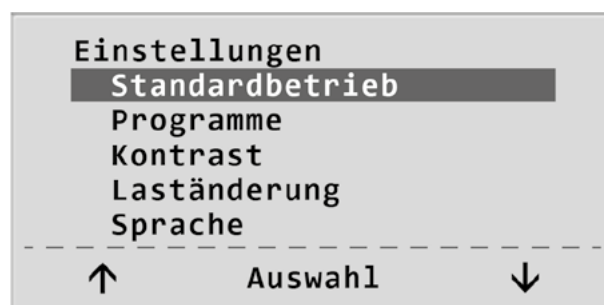 Einstellungen
Standardbetrieb
Programme
Kontrast
Laständerung
Sprache
↑ Auswahl ↓